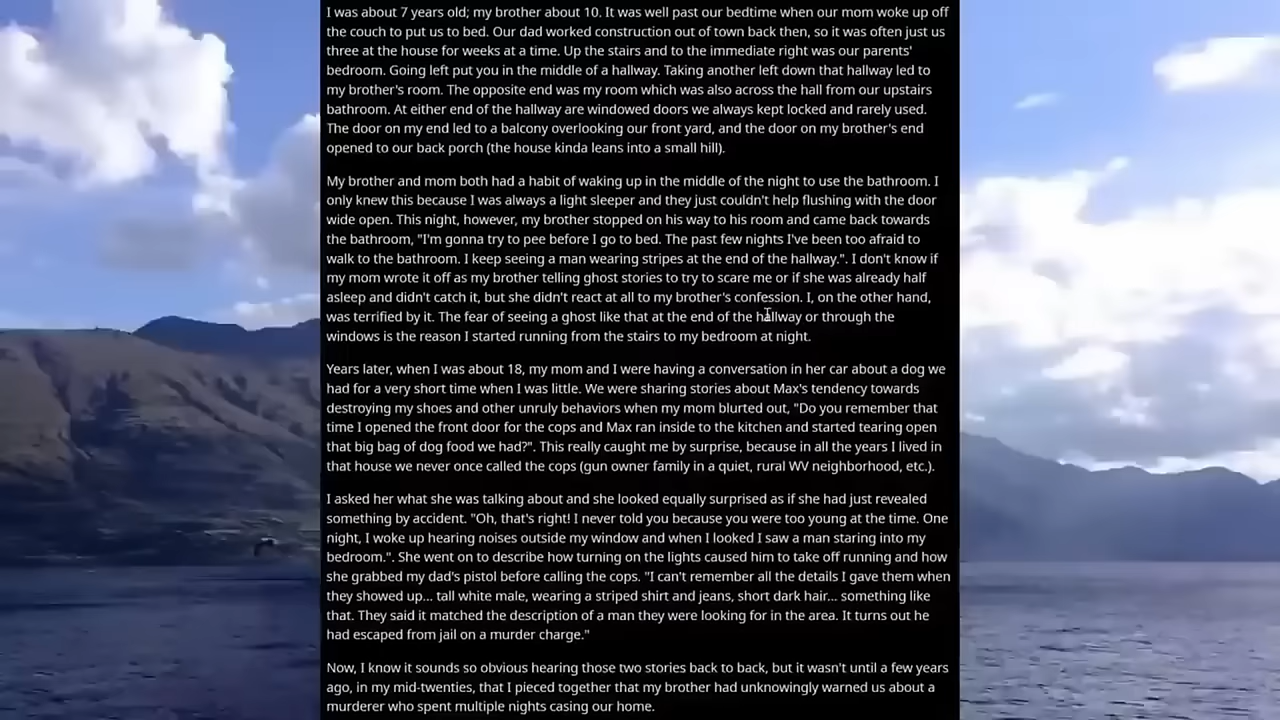 I was about 7 years old; my brother about 10. It was well past our bedtime when our mom woke up off
the couch to put us to bed. Our dad worked construction out of town back then, so it was often just us
three at the house for weeks at a time. Up the stairs and to the immediate right was our parents'
bedroom. Going left put you in the middle of a hallway. Taking another left down that hallway led to
my brother's room. The opposite end was my room which was also across the hall from our upstairs
bathroom. At either end of the hallway are windowed doors we always kept locked and rarely used.
The door on my end led to a balcony overlooking our front yard, and the door on my brother's end
opened to our back porch (the house kinda leans into a small hill).
My brother and mom both had a habit of waking up in the middle of the night to use the bathroom. I
only knew this because I was always a light sleeper and they just couldn't help flushing with the door
wide open. This night, however, my brother stopped on his way to his room and came back towards
the bathroom, "I'm gonna try to pee before I go to bed. The past few nights I've been too afraid to
walk to the bathroom. I keep seeing a man wearing stripes at the end of the hallway.". I don't know if
my mom wrote it off as my brother telling ghost stories to try to scare me or if she was already half
asleep and didn't catch it, but she didn't react at all to my brother's confession. I, on the other hand,
was terrified by it. The fear of seeing a ghost like that at the end of the hallway or through the
windows is the reason I started running from the stairs to my bedroom at night.
Years later, when I was about 18, my mom and I were having a conversation in her car about a dog we
had for a very short time when I was little. We were sharing stories about Max's tendency towards
destroying my shoes and other unruly behaviors when my mom blurted out, "Do you remember that
time I opened the front door for the cops and Max ran inside to the kitchen and started tearing open
that big bag of dog food we had?". This really caught me by surprise, because in all the years I lived in
that house we never once called the cops (gun owner family in a quiet, rural WV neighborhood, etc.).
I asked her what she was talking about and she looked equally surprised as if she had just revealed
something by accident. "Oh, that's right! I never told you because you were too young at the time. One
night, I woke up hearing noises outside my window and when I looked I saw a man staring into my
bedroom.". She went on to describe how turning on the lights caused him to take off running and how
she grabbed my dad's pistol before calling the cops. "I can't remember all the details I gave them when
they showed up... tall white male, wearing a striped shirt and jeans, short dark hair... something like
that. They said it matched the description of a man they were looking for in the area. It turns out he
had escaped from jail on a murder charge."
Now, I know it sounds so obvious hearing those two stories back to back, but it wasn't until a few years
ago, in my mid-twenties, that I pieced together that my brother had unknowingly warned us about a
murderer who spent multiple nights casing our home.